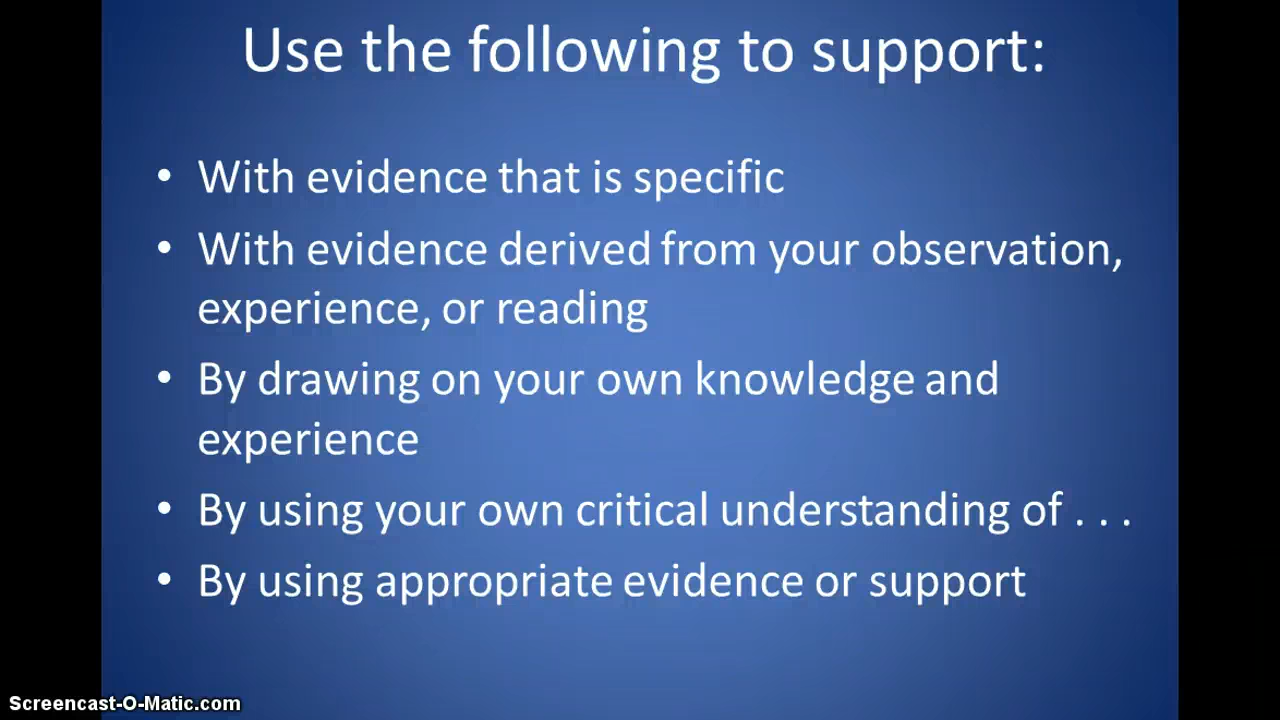 Use the following to support:
• With evidence that is specific
• With evidence derived from your observation,
experience, or reading
• By drawing on your own knowledge and
experience
• By using your own critical understanding of . . .
• By using appropriate evidence or support
Screencast-O-Matic.com